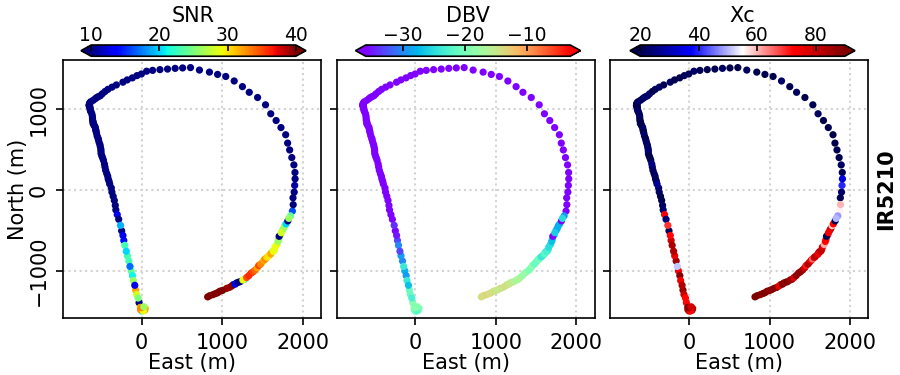 SNR DBV Xc
10 20 30 40 −30 −20 −10 20 40 60 80
North (m)
1000
0
−1000
IR5210
0 1000 2000 0 1000 2000 0 1000 2000
East (m) East (m) East (m)